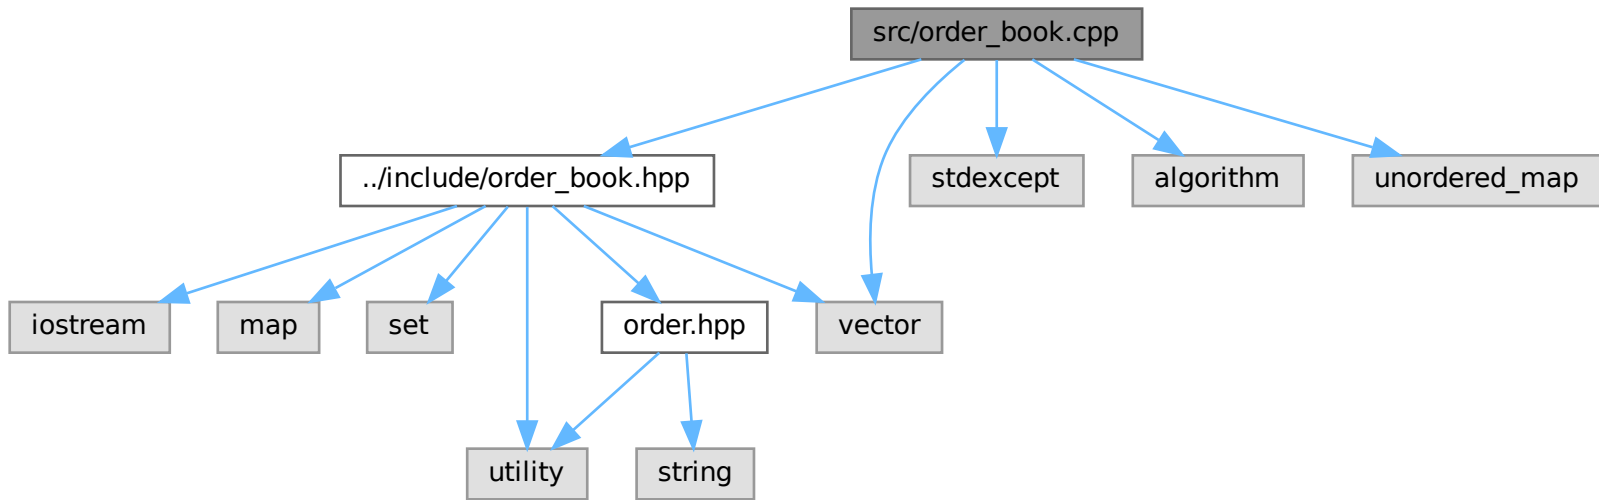 src/order_book.cpp
../include/order_book.hpp
stdexcept
algorithm
unordered_map
iostream
map
set
order.hpp
vector
utility
string